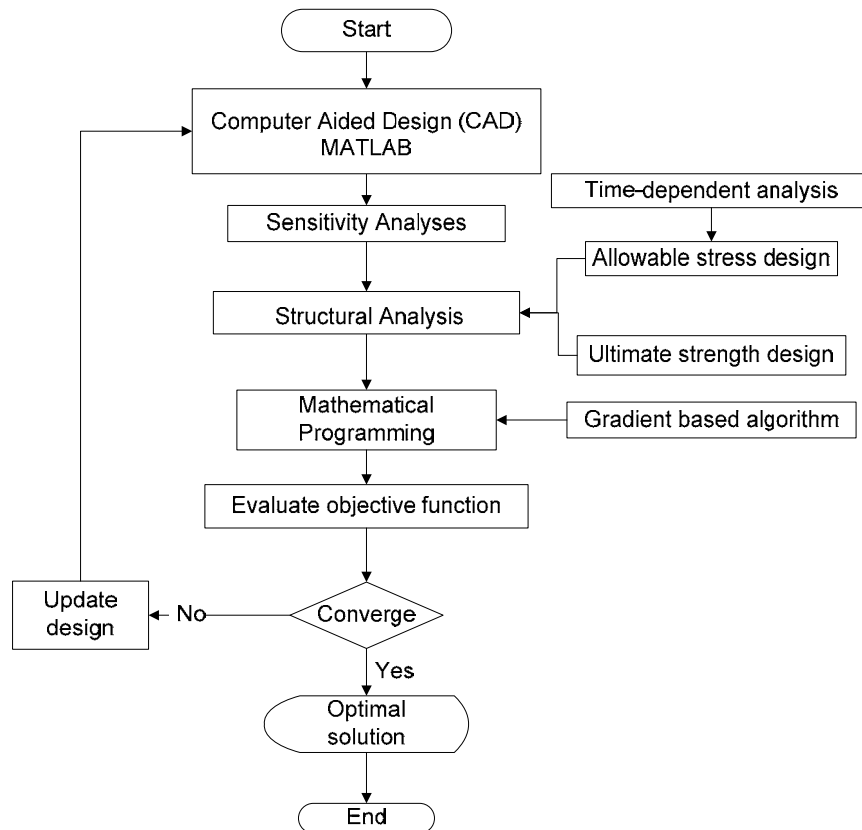 Start
Computer Aided Design (CAD)
MATLAB
Time-dependent analysis
Sensitivity Analyses
Allowable stress design
Structural Analysis
Ultimate strength design
Mathematical
Programming
Gradient based algorithm
Evaluate objective function
Update
design
No
Converge
Yes
Optimal
solution
End